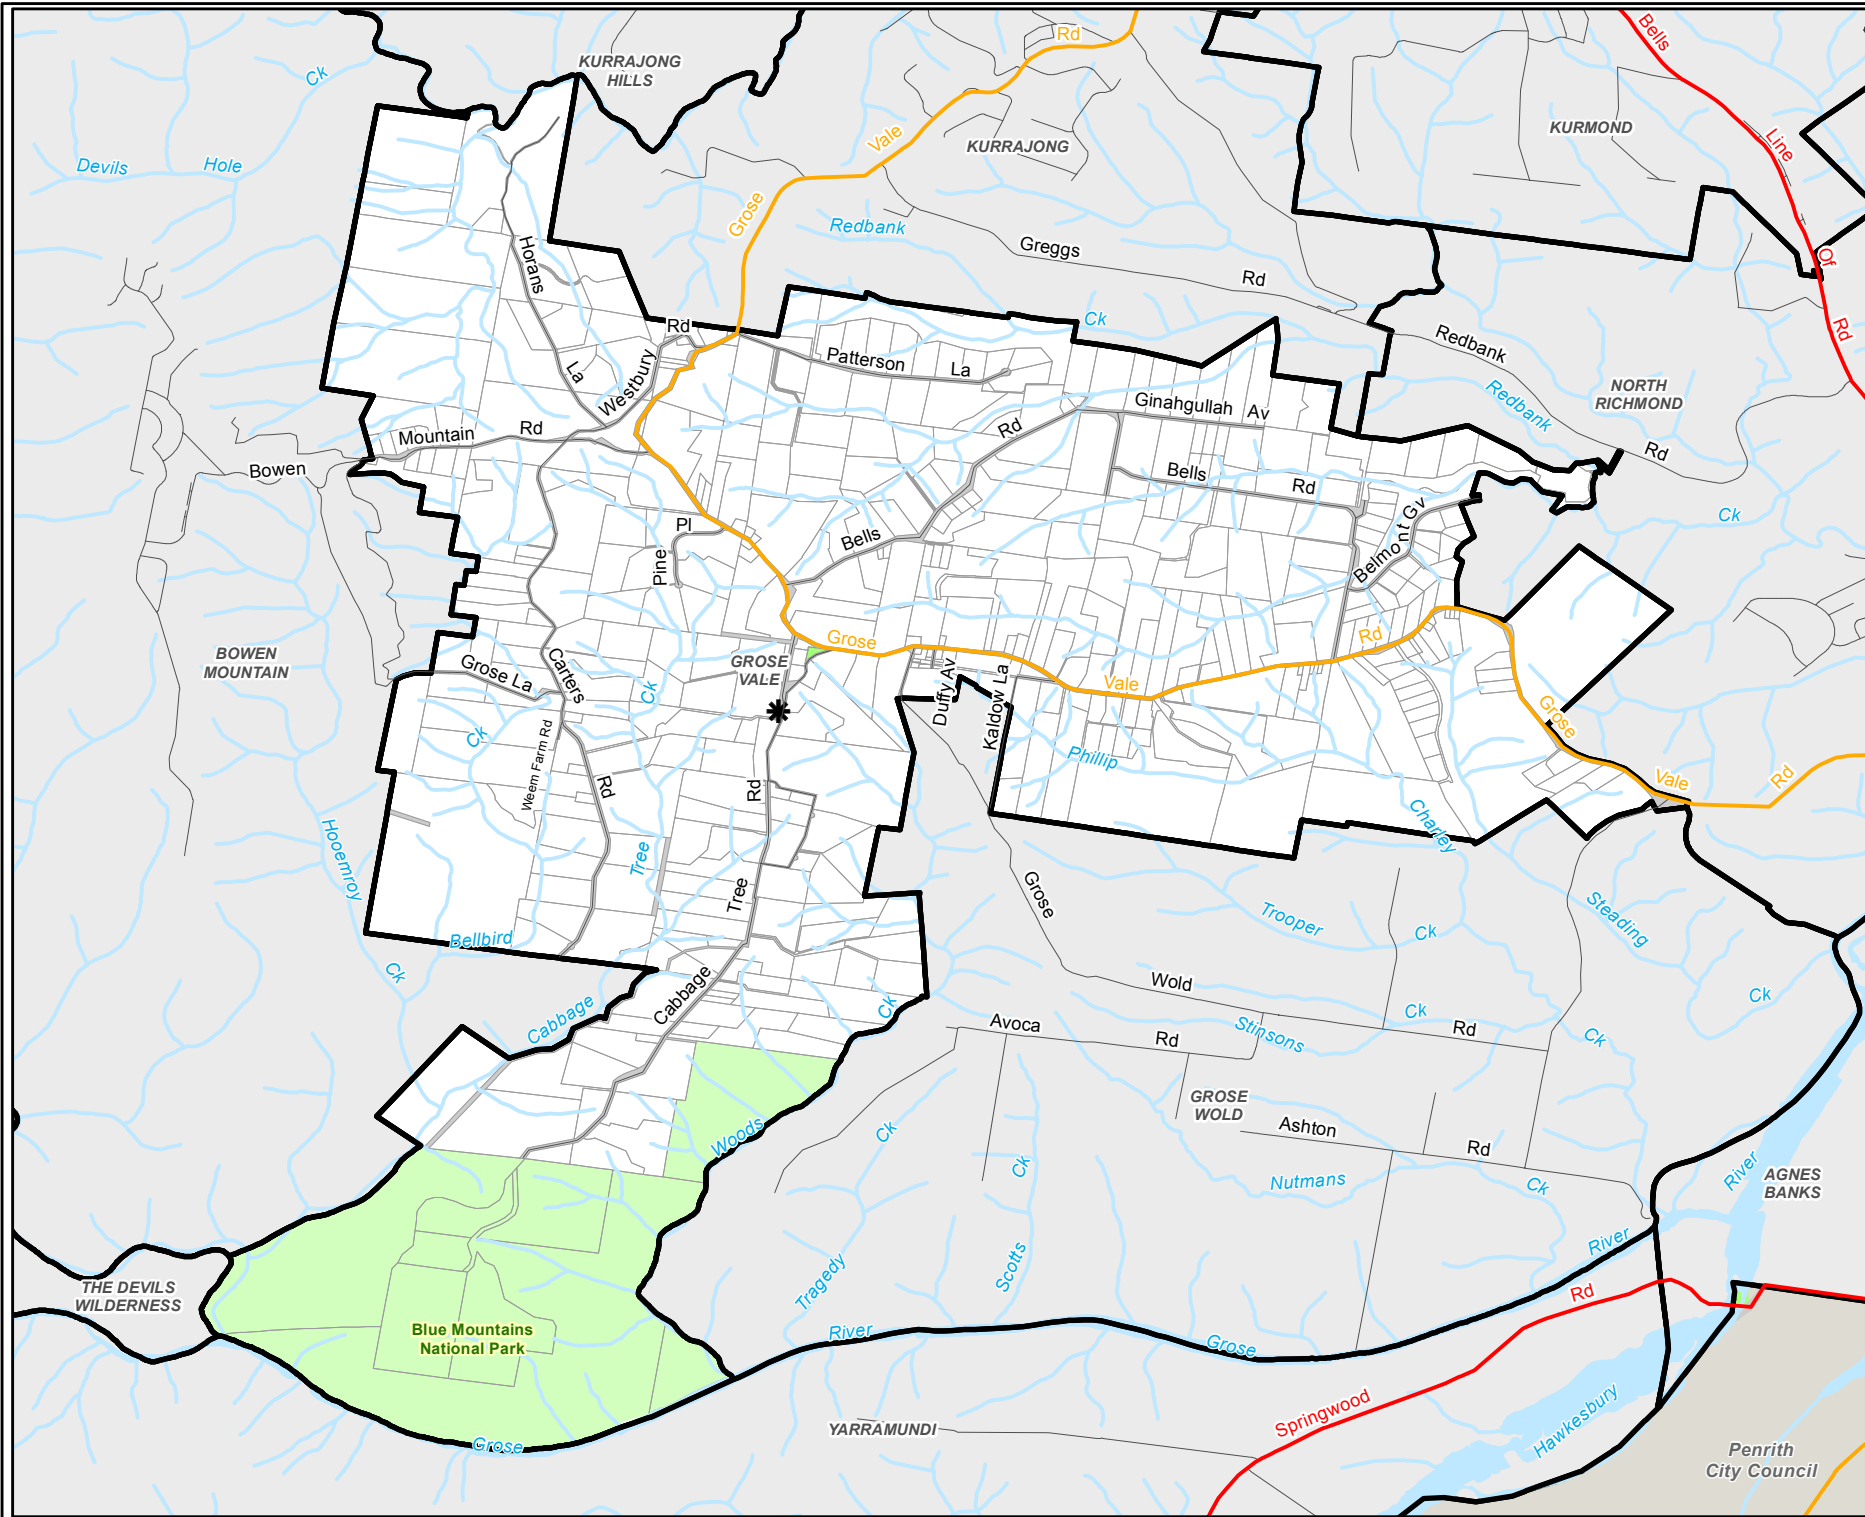 Rd
Bells
KURRAJONG
HILLS
Ck
Vale
KURRAJONG
KURMOND
Line
Devils
Hole
Grose
Redbank
Greggs
Rd
Of
Horans
Ck
Rd
Rd
Redbank
Patterson
La
La
Westbury
NORTH
RICHMOND
Redbank
Ginahgullah
Av
Mountain
Rd
Rd
Rd
Bowen
Bells
Rd
Belmont Gv
Ck
Pl
Bells
Pine
Grose
Rd
BOWEN
MOUNTAIN
Grose La
Carters
GROSE
VALE
Ck
Duffy Av
Kaldow La
Vale
Grose
Ck
Weem Farm Rd
Rd
Rd
Phillip
Vale
Rd
Charley
Hooemroy
Tree
Tree
Grose
Trooper
Ck
Steading
Bellbird
Ck
Cabbage
Wold
Ck
Cabbage
Ck
Avoca
Rd
Stinsons
Ck
Rd
Ck
GROSE
WOLD
Woods
Ck
Ashton
Rd
Ck
Nutmans
Ck
River
AGNES
BANKS
River
THE DEVILS
WILDERNESS
Tragedy
Scotts
Rd
Blue Mountains
National Park
River
Grose
Springwood
Hawkesbury
YARRAMUNDI
Grose
Penrith
City Council